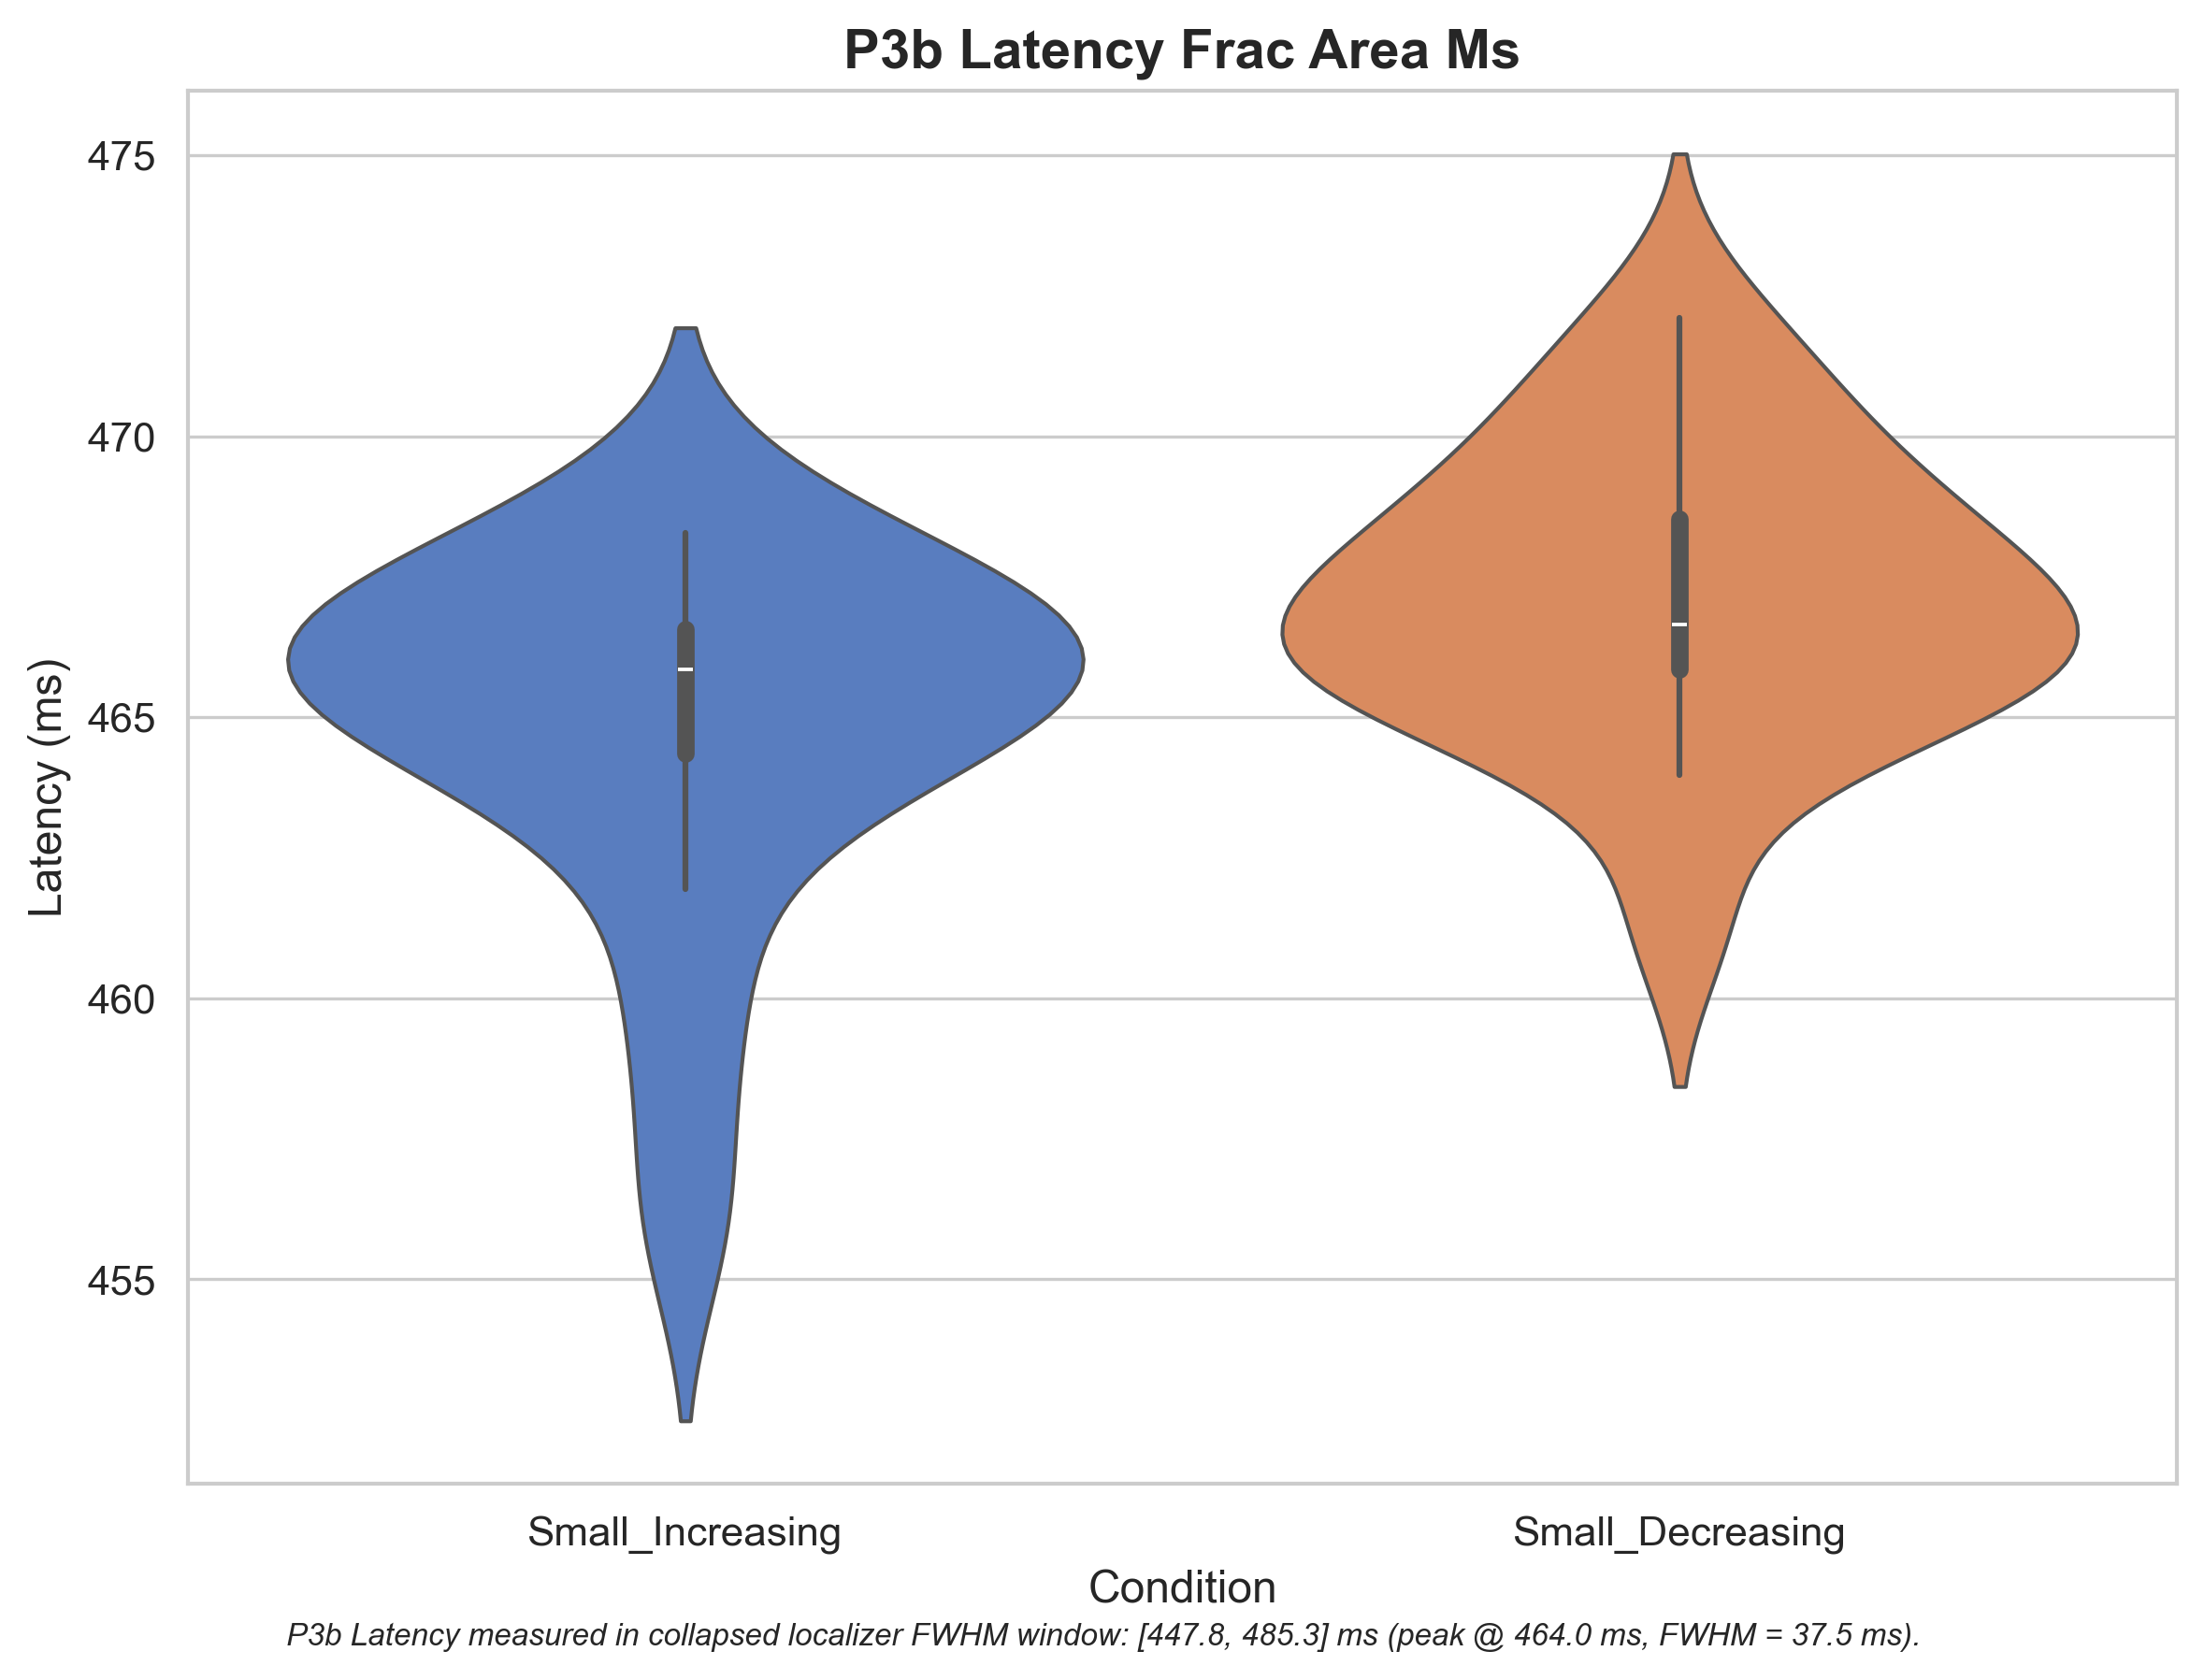 P3b Latency Frac Area Ms
475
470
465
460
455
Latency (ms)
Small_Increasing
Small_Decreasing
Condition
P3b Latency measured in collapsed localizer FWHM window: [447.8, 485.3] ms (peak @ 464.0 ms, FWHM = 37.5 ms).